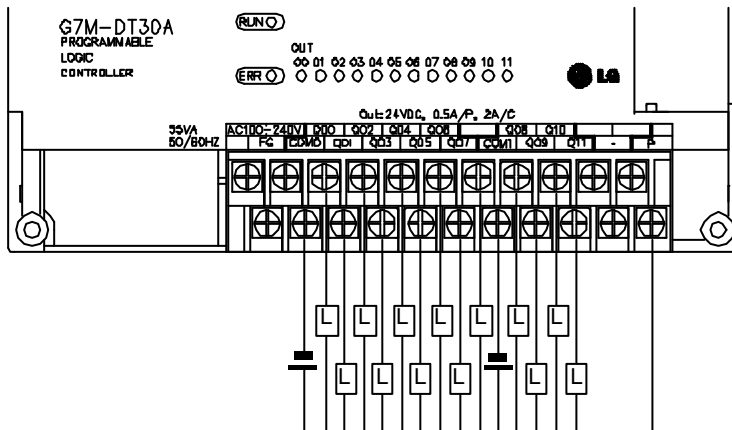 G7M-DT30A
PROGRAMMABLE
LOGIC
CONTROLLER
RUN
ERR
OUT
00 01 02 03 04 05 06 07 08 09 10 11
LG
Out:24VDC, 0.5A/P, 2A/C
55VA
50/60HZ
AC100-240V Q00 Q02 Q04 Q06 Q08 Q10
FG COM0 Q01 Q03 Q05 Q07 COM1 Q09 Q11 - P
L L L L L L
L L L L L L